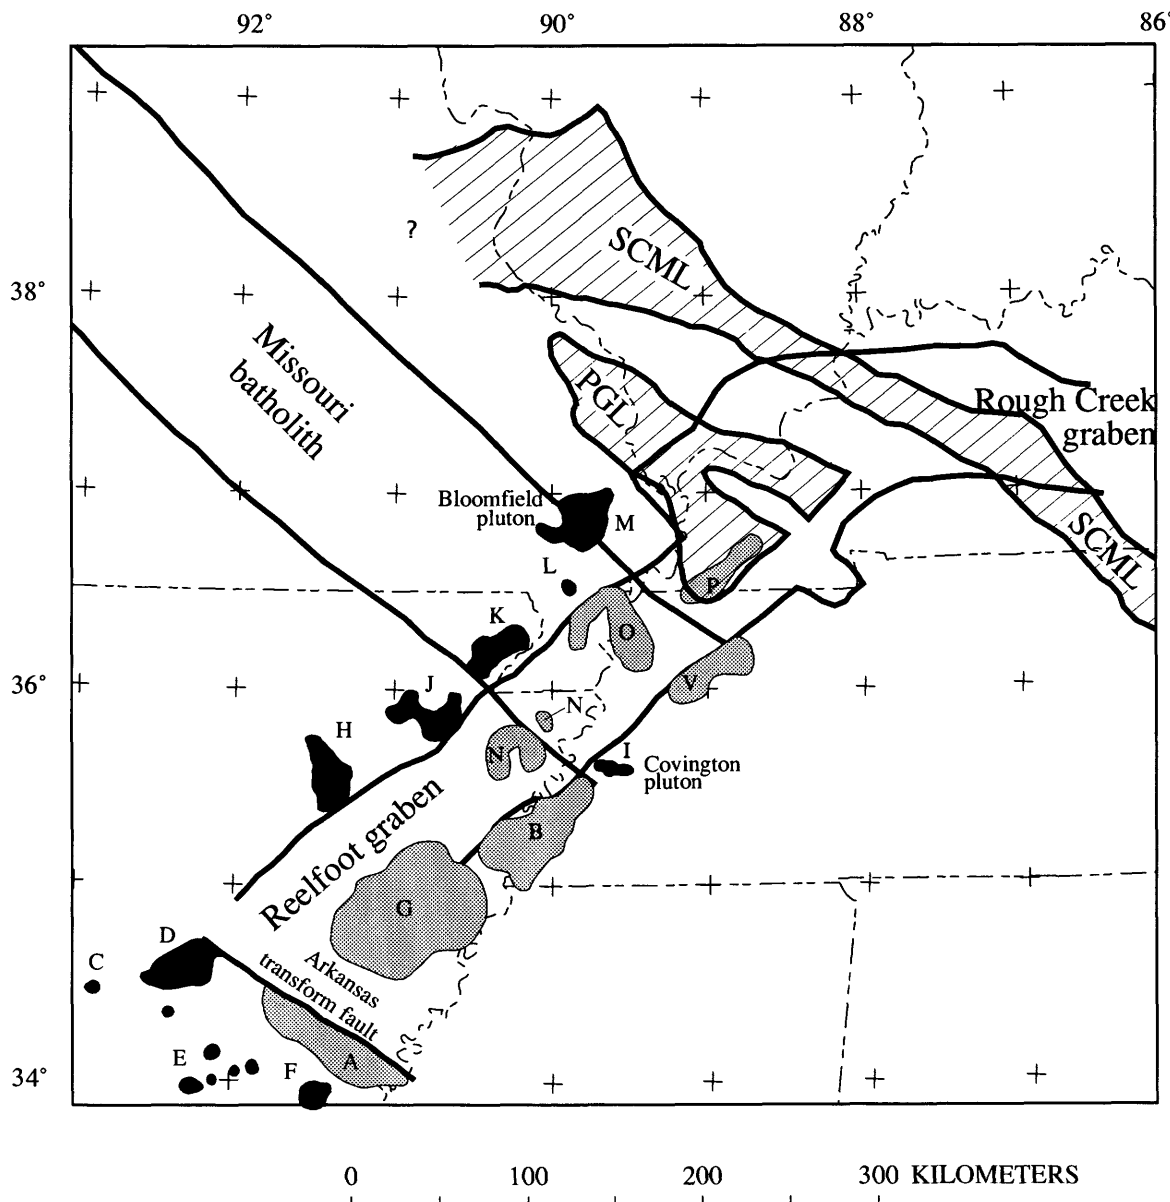 92° 90° 88° 86°
SCML
?
38°
Missouri
batholith
PGL
Rough Creek
graben
Bloomfield
pluton
M
SCML
L
P
K
O
36°
J
V
N
H
N
I
Covington
pluton
B
Reelfoot graben
G
D
Arkansas
transform fault
C
E
F
A
34°
0 100 200 300 KILOMETERS